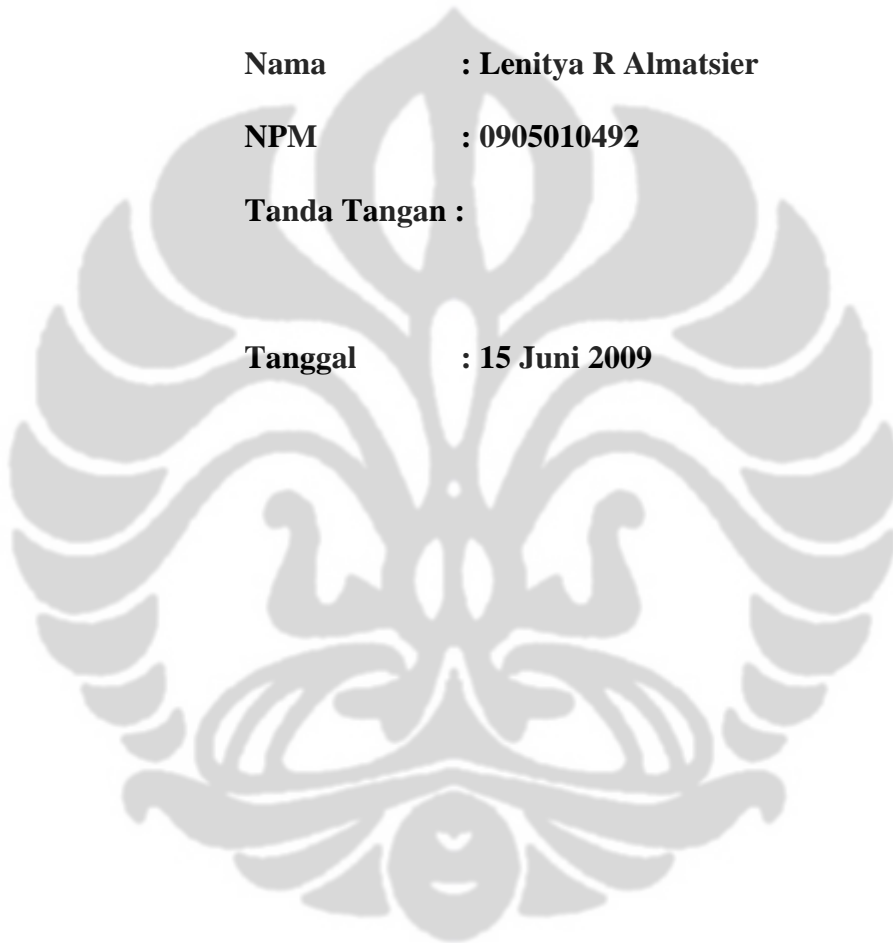 Nama : Lenitya R Almatsier
NPM : 0905010492
Tanda Tangan :
Tanggal : 15 Juni 2009